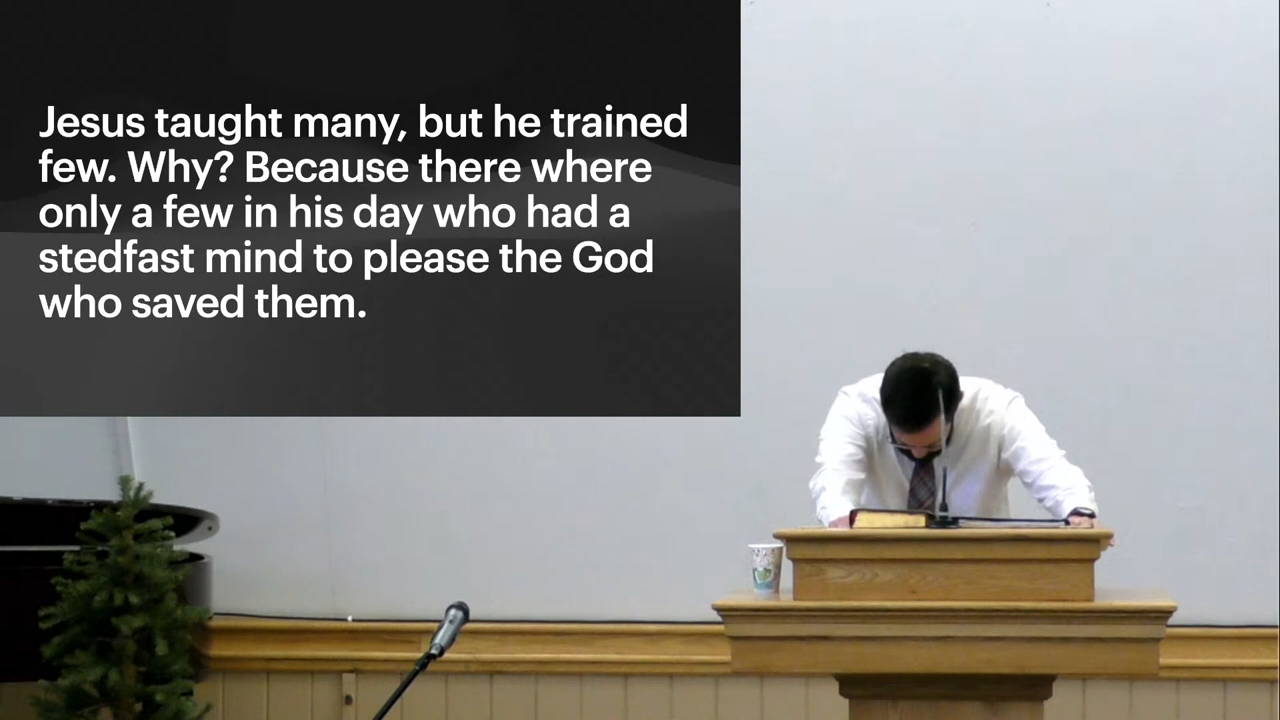 Jesus taught many, but he trained
few. Why? Because there where
only a few in his day who had a
stedfast mind to please the God
who saved them.